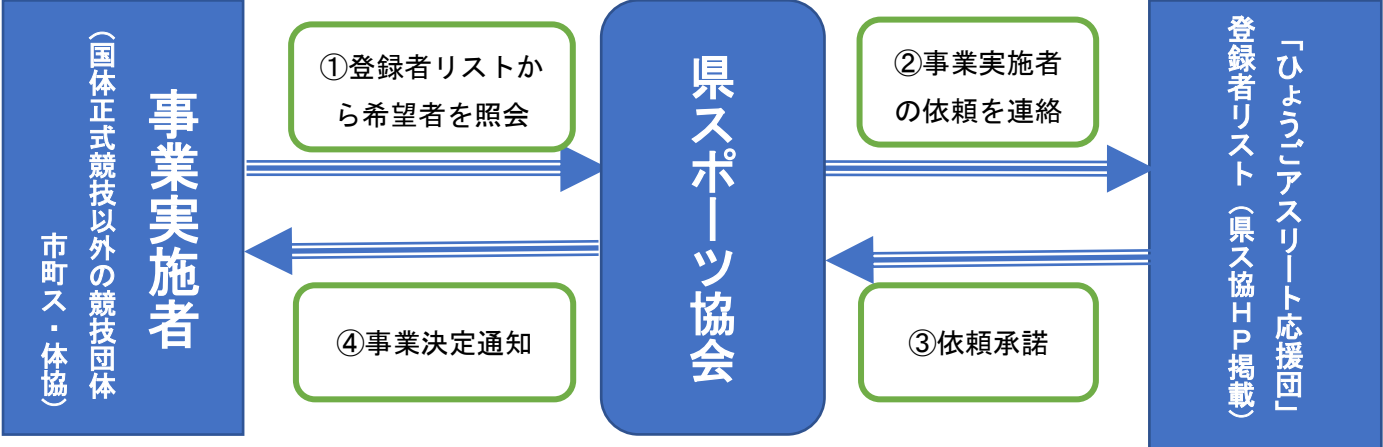 事業実施者
（国体正式競技以外の競技団体
市町ス・体協）
①登録者リストか
ら希望者を照会
④事業決定通知
県スポーツ協会
②事業実施者
の依頼を連絡
③依頼承諾
「ひょうごアスリート応援団」
登録者リスト（県ス協ＨＰ掲載）